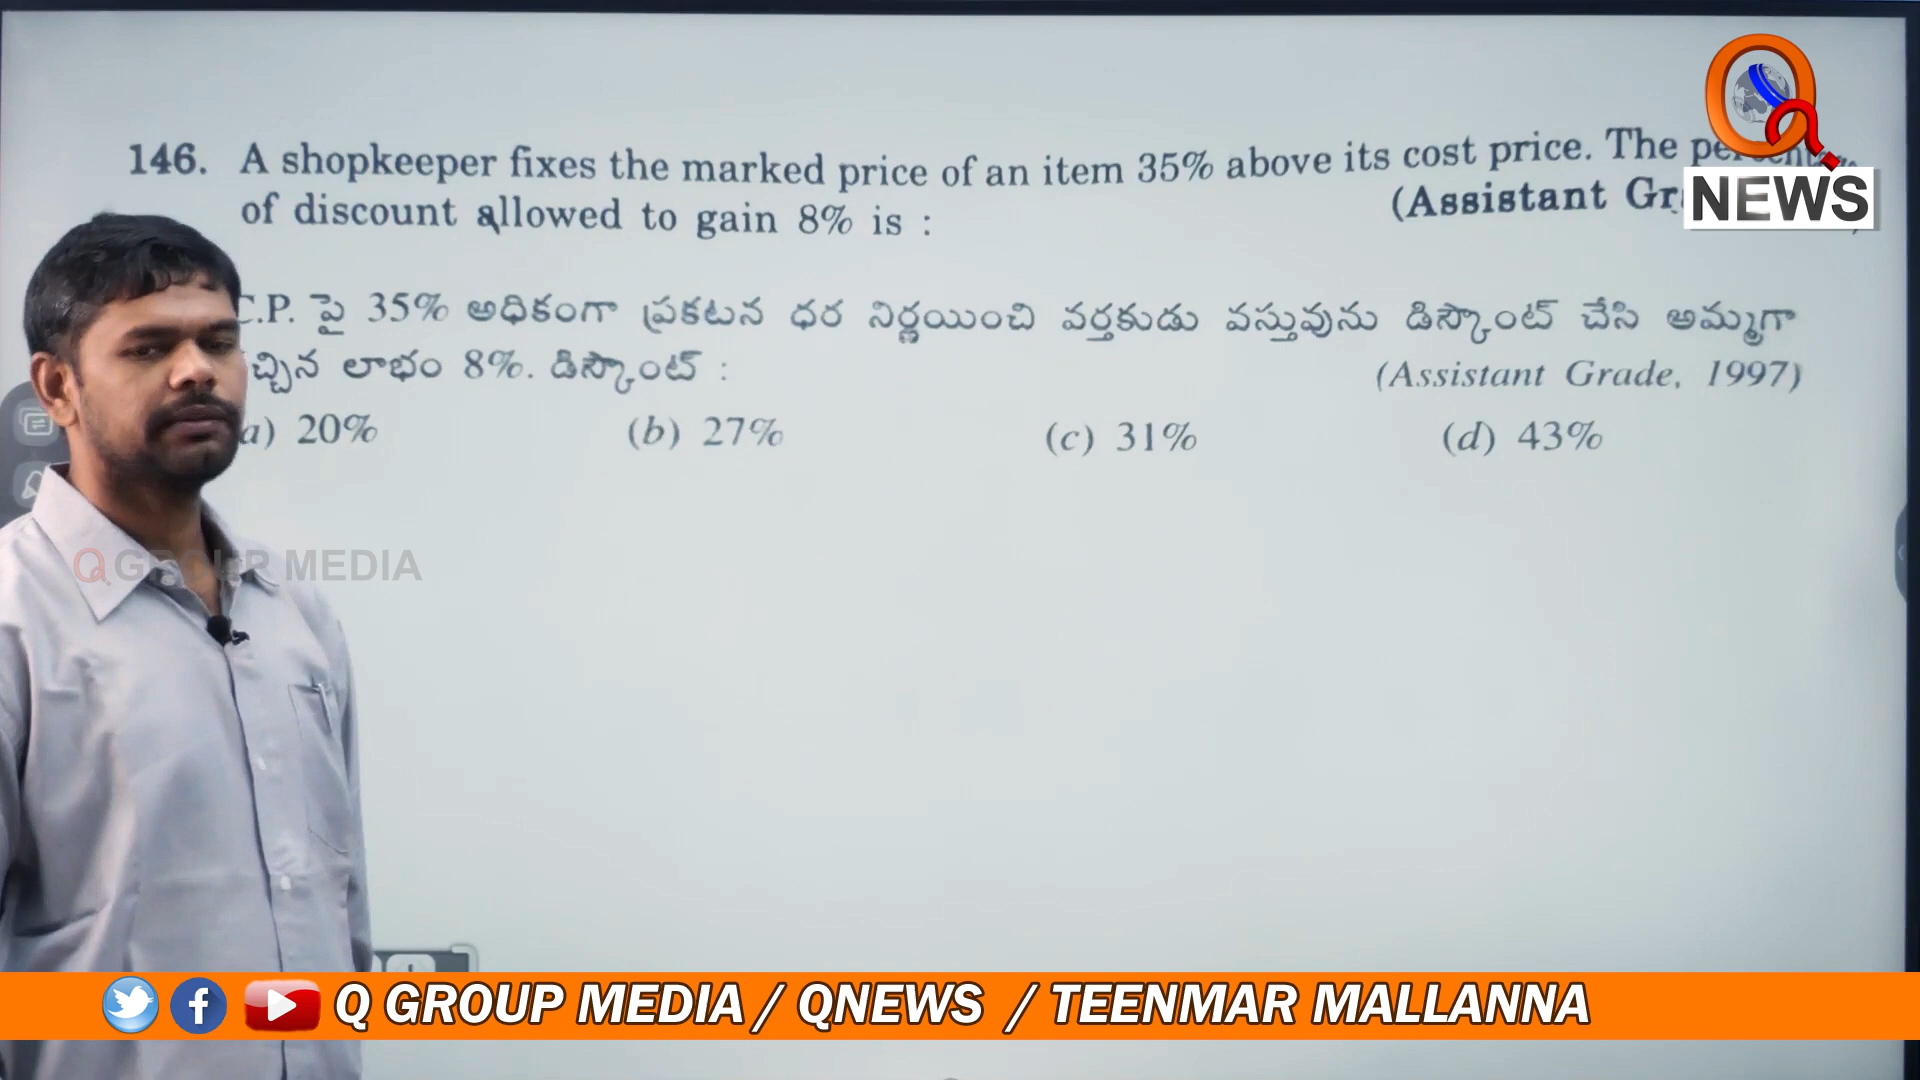 146. A shopkeeper fixes the marked price of an item 35% above its cost price. The
of discount allowed to gain 8% is :
(Assistant
C.P. పై 35% అధికంగా ప్రకటన ధర నిర్ణయించి వర్తకుడు వస్తువును డిస్కౌంట్ చేసి అమ్మగా
లాభం 8%. డిస్కౌంట్ :
(Assistant Grade, 1997)
a) 20%
(b) 27%
(c) 31%
(d) 43%
Q NEWS
Q GROUP MEDIA
Q GROUP MEDIA / QNEWS / TEENMAR MALLANNA